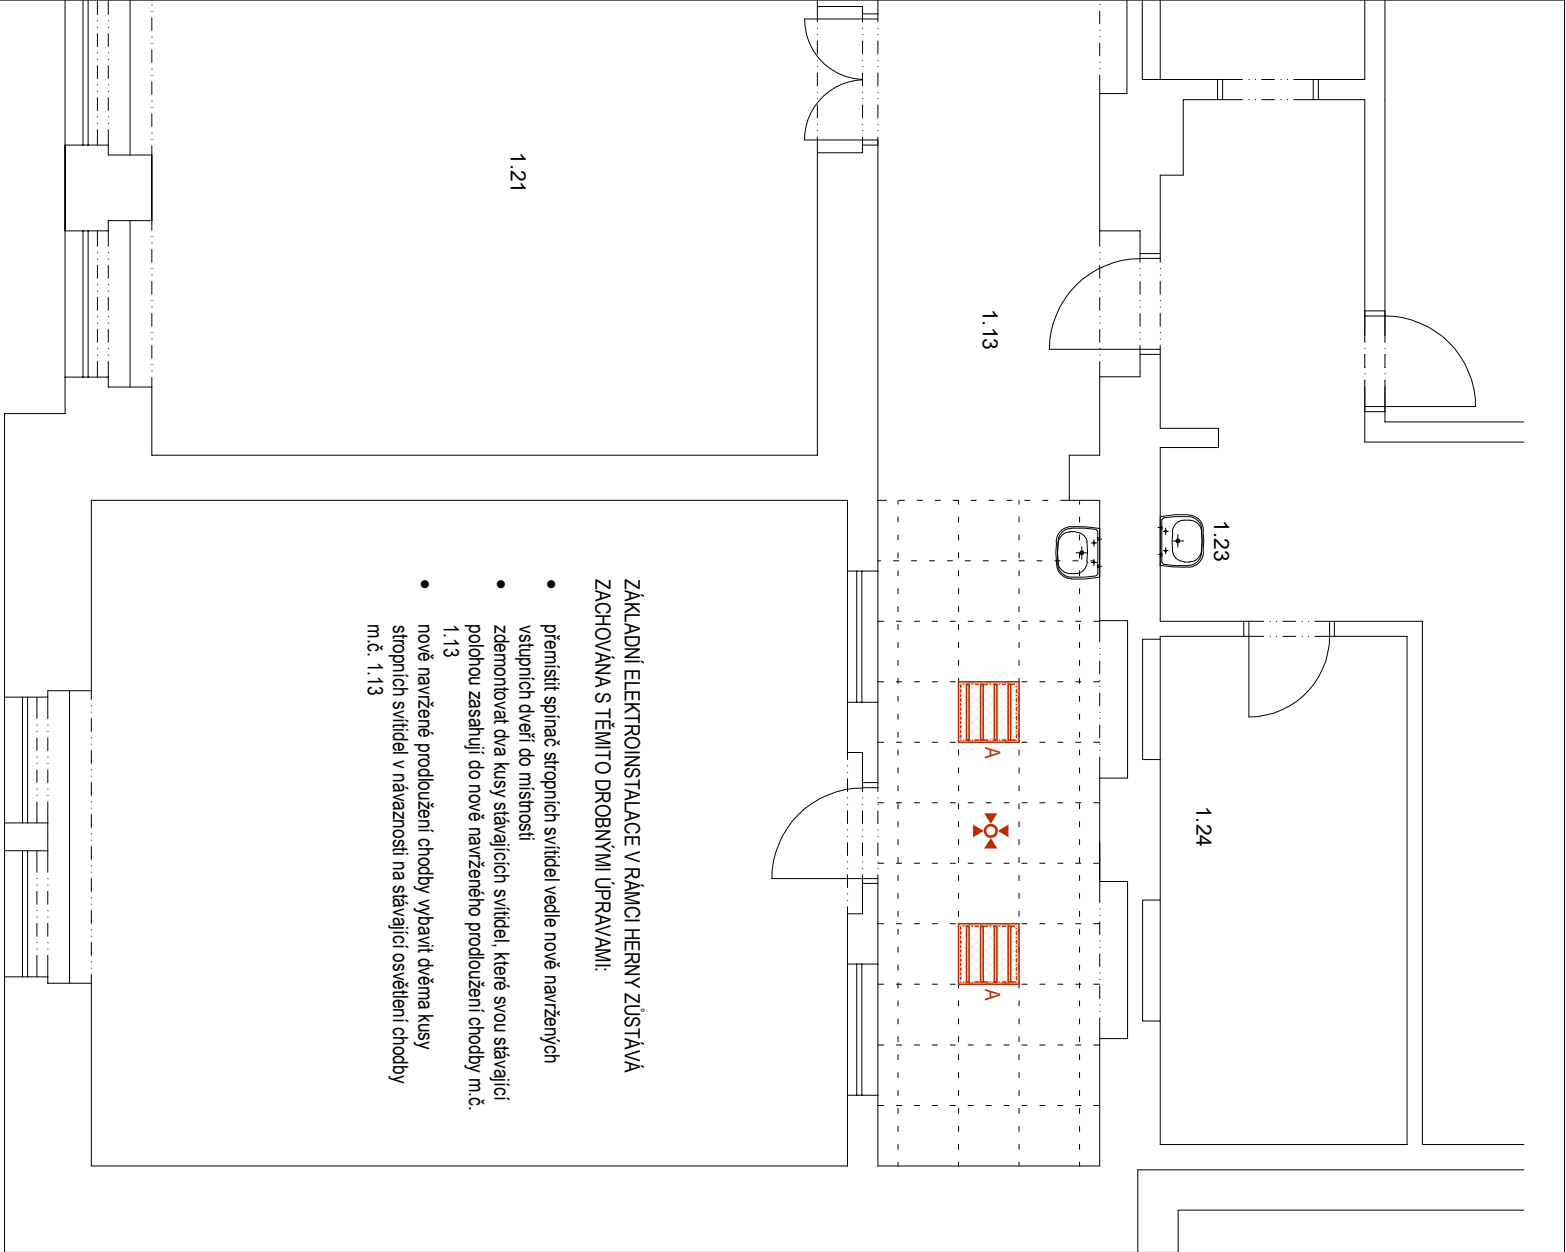 1.21
1.13
1.23
1.24
A
A
ZÁKLADNÍ ELEKTROINSTALACE V RÁMCI HERNY ZŮSTÁVÁ
ZACHOVÁNA S TĚMITO DROBNÝMI ÚPRAVAMI:
• přemístit spínač stropních svítidel vedle nově navržených
vstupních dveří do místnosti
• zdemontovat dva kusy stávajících svítidel, které svou stávající
polohou zasahují do nově navrženého prodloužení chodby m.č.
1.13
• nově navržené prodloužení chodby vybavit dvěma kusy
stropních svítidel v návaznosti na stávající osvětlení chodby
m.č. 1.13